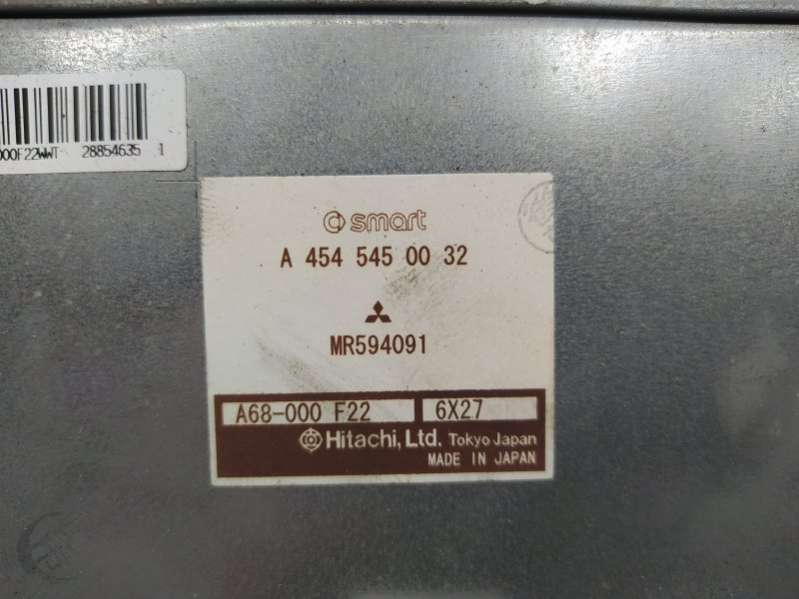 000F22WWT 28854635 1
smart
A 454 545 00 32
MR594091
A68-000 F22 6X27
Hitachi, Ltd. Tokyo Japan
MADE IN JAPAN